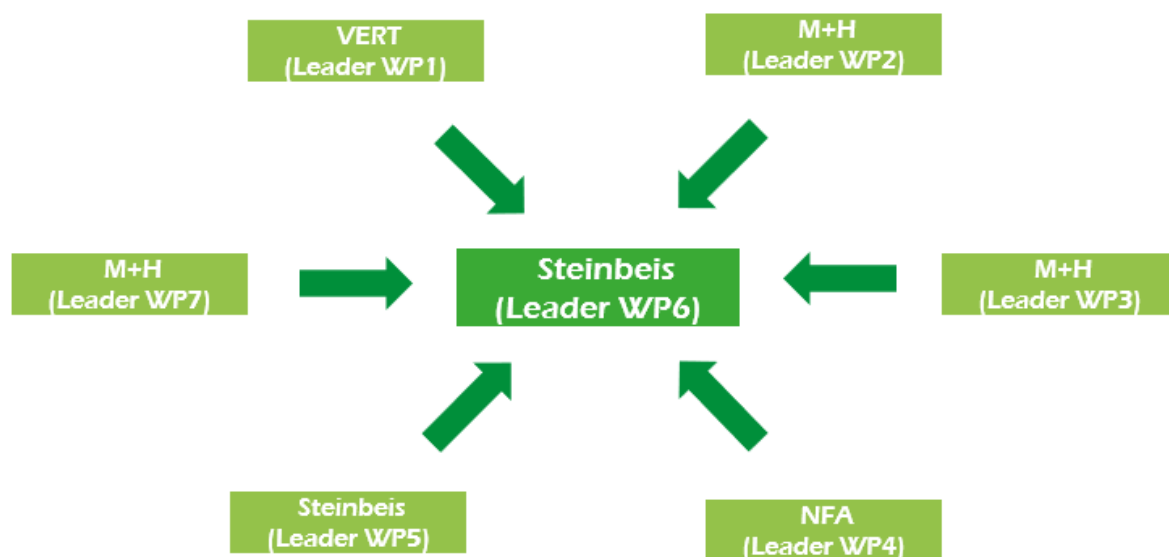 VERT
(Leader WP1)
M+H
(Leader WP2)
M+H
(Leader WP7)
Steinbeis
(Leader WP6)
M+H
(Leader WP3)
Steinbeis
(Leader WP5)
NFA
(Leader WP4)